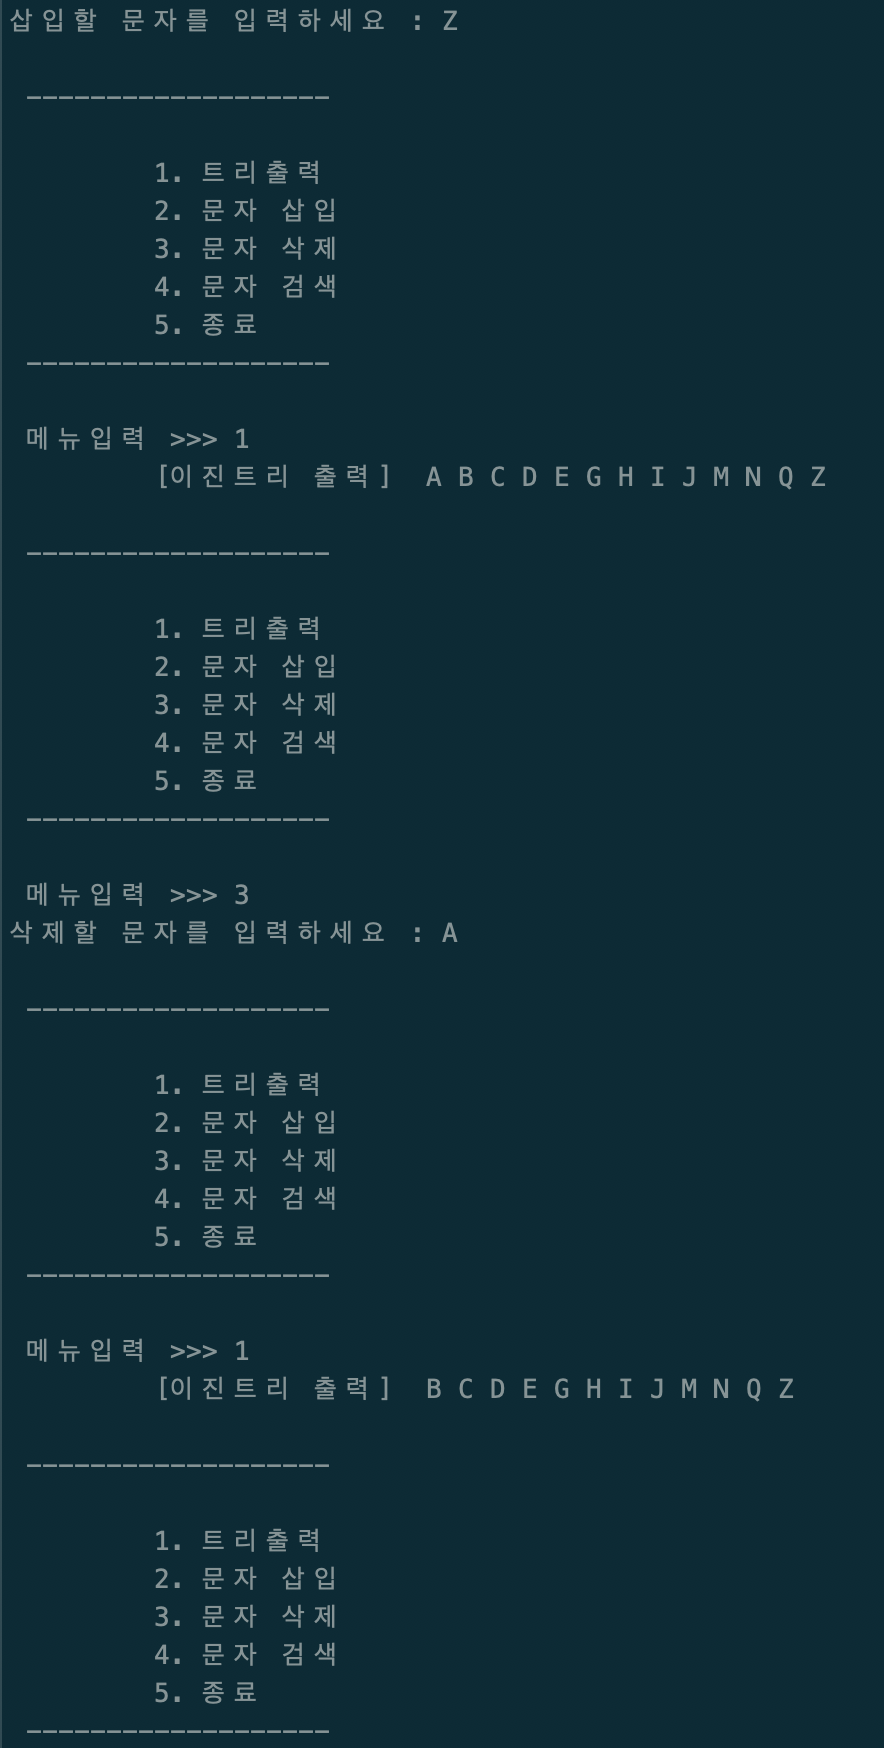 삽입할 문자를 입력하세요 : Z
-------------------
1. 트리출력
2. 문자 삽입
3. 문자 삭제
4. 문자 검색
5. 종료
-------------------
메뉴입력 >>> 1
[이진트리 출력] A B C D E G H I J M N Q Z
-------------------
1. 트리출력
2. 문자 삽입
3. 문자 삭제
4. 문자 검색
5. 종료
-------------------
메뉴입력 >>> 3
삭제할 문자를 입력하세요 : A
-------------------
1. 트리출력
2. 문자 삽입
3. 문자 삭제
4. 문자 검색
5. 종료
-------------------
메뉴입력 >>> 1
[이진트리 출력] B C D E G H I J M N Q Z
-------------------
1. 트리출력
2. 문자 삽입
3. 문자 삭제
4. 문자 검색
5. 종료
-------------------